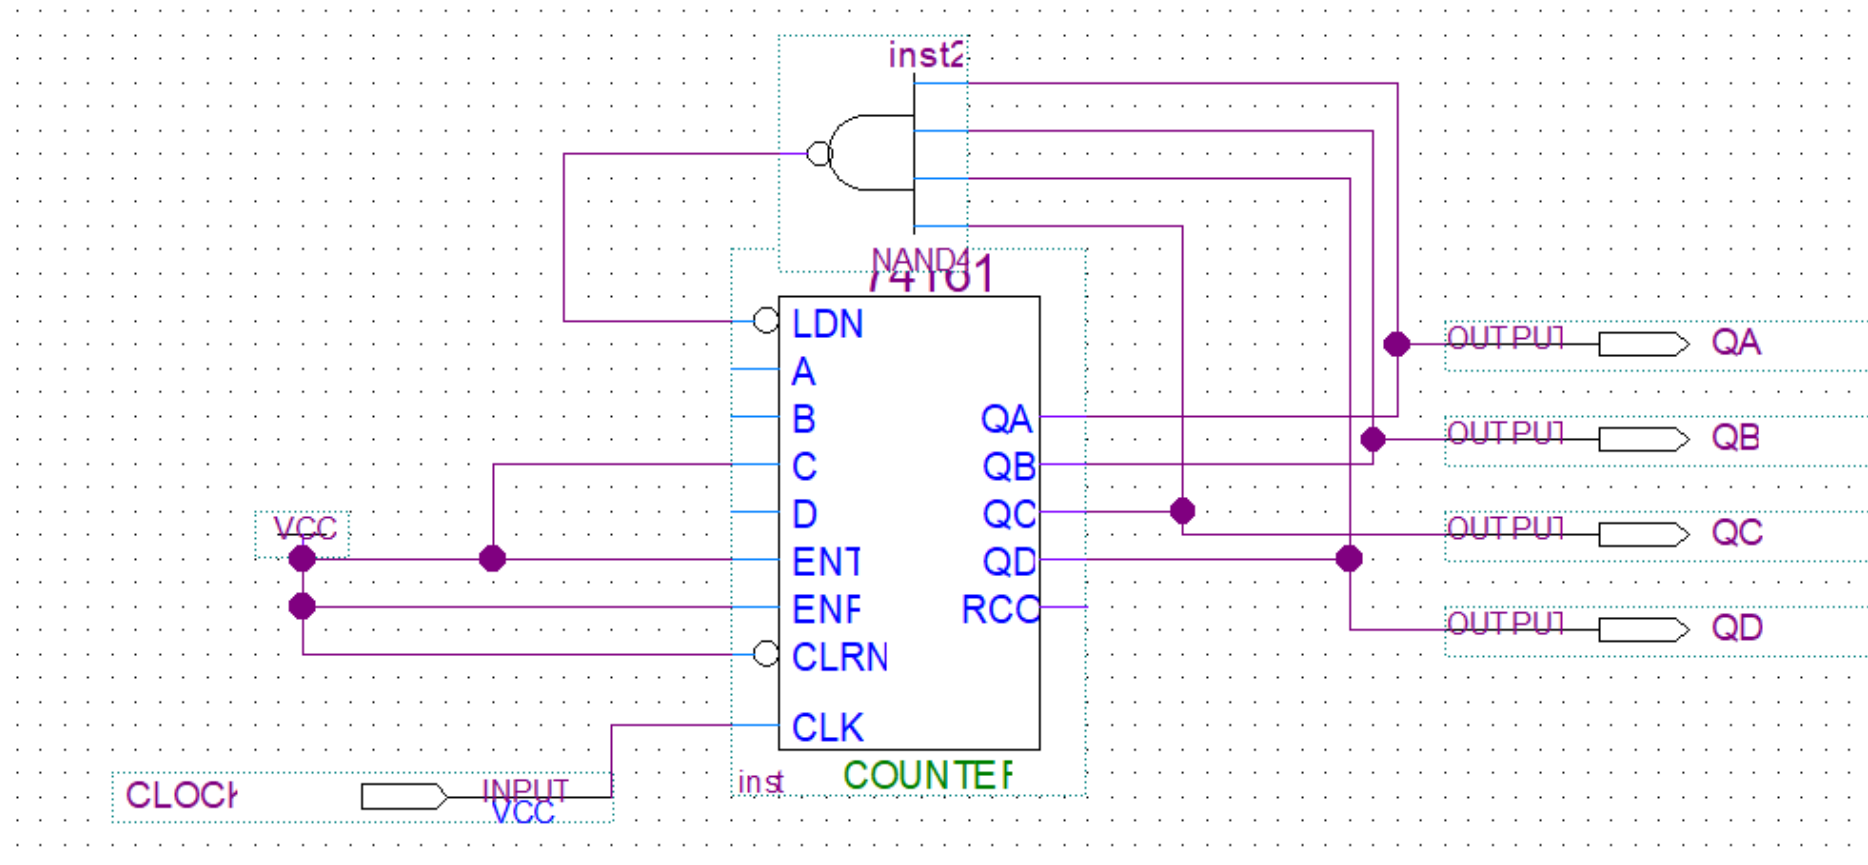 inst2
NAND4
74161
LDN
A
B
C
D
ENT
ENP
CLRN
CLK
QA
QB
QC
QD
RCO
inst
COUNTER
VCC
CLOCK
INPUT
VCC
OUTPUT QA
OUTPUT QB
OUTPUT QC
OUTPUT QD